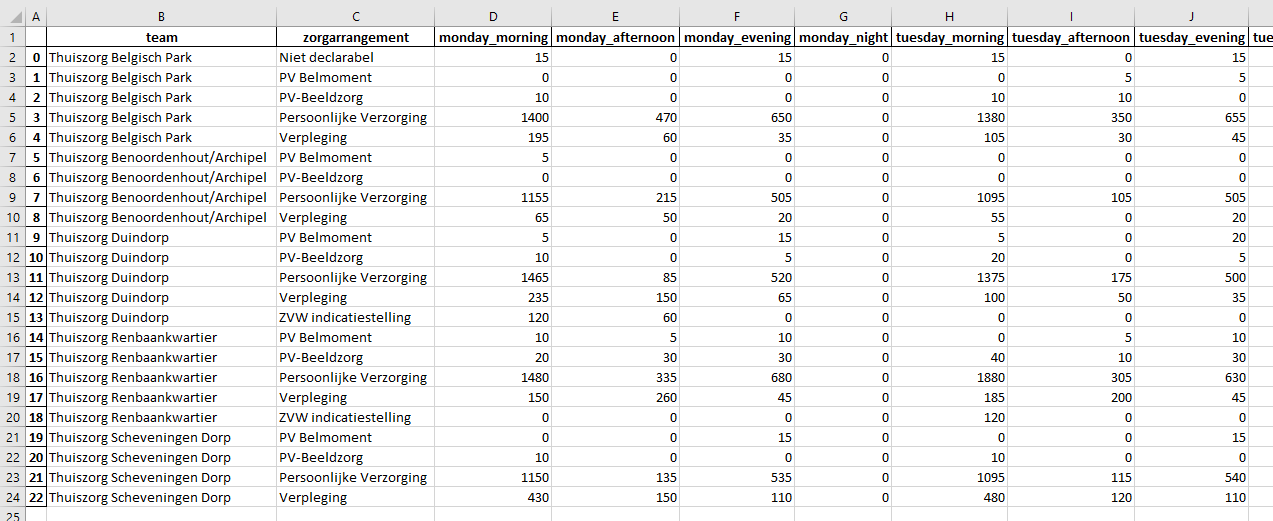 A B C D E F G H I J
1 team zorgarrangement monday_morning monday_afternoon monday_evening monday_night tuesday_morning tuesday_afternoon tuesday_evening tue
2 0 Thuiszorg Belgisch Park Niet declarabel 15 0 15 0 15 0 15
3 1 Thuiszorg Belgisch Park PV Belmoment 0 0 0 0 0 5 5
4 2 Thuiszorg Belgisch Park PV-Beeldzorg 10 0 0 0 10 10 0
5 3 Thuiszorg Belgisch Park Persoonlijke Verzorging 1400 470 650 0 1380 350 655
6 4 Thuiszorg Belgisch Park Verpleging 195 60 35 0 105 30 45
7 5 Thuiszorg Benoordenhout/Archipel PV Belmoment 5 0 0 0 0 0 0
8 6 Thuiszorg Benoordenhout/Archipel PV-Beeldzorg 0 0 0 0 0 0 0
9 7 Thuiszorg Benoordenhout/Archipel Persoonlijke Verzorging 1155 215 505 0 1095 105 505
10 8 Thuiszorg Benoordenhout/Archipel Verpleging 65 50 20 0 55 0 20
11 9 Thuiszorg Duindorp PV Belmoment 5 0 15 0 5 0 20
12 10 Thuiszorg Duindorp PV-Beeldzorg 10 0 5 0 20 0 5
13 11 Thuiszorg Duindorp Persoonlijke Verzorging 1465 85 520 0 1375 175 500
14 12 Thuiszorg Duindorp Verpleging 235 150 65 0 100 50 35
15 13 Thuiszorg Duindorp ZVW indicatiestelling 120 60 0 0 0 0 0
16 14 Thuiszorg Renbaankwartier PV Belmoment 10 5 10 0 0 5 10
17 15 Thuiszorg Renbaankwartier PV-Beeldzorg 20 30 30 0 40 10 30
18 16 Thuiszorg Renbaankwartier Persoonlijke Verzorging 1480 335 680 0 1880 305 630
19 17 Thuiszorg Renbaankwartier Verpleging 150 260 45 0 185 200 45
20 18 Thuiszorg Renbaankwartier ZVW indicatiestelling 0 0 0 0 120 0 0
21 19 Thuiszorg Scheveningen Dorp PV Belmoment 0 0 15 0 0 0 15
22 20 Thuiszorg Scheveningen Dorp PV-Beeldzorg 10 0 0 0 10 0 0
23 21 Thuiszorg Scheveningen Dorp Persoonlijke Verzorging 1150 135 535 0 1095 115 540
24 22 Thuiszorg Scheveningen Dorp Verpleging 430 150 110 0 480 120 110
25